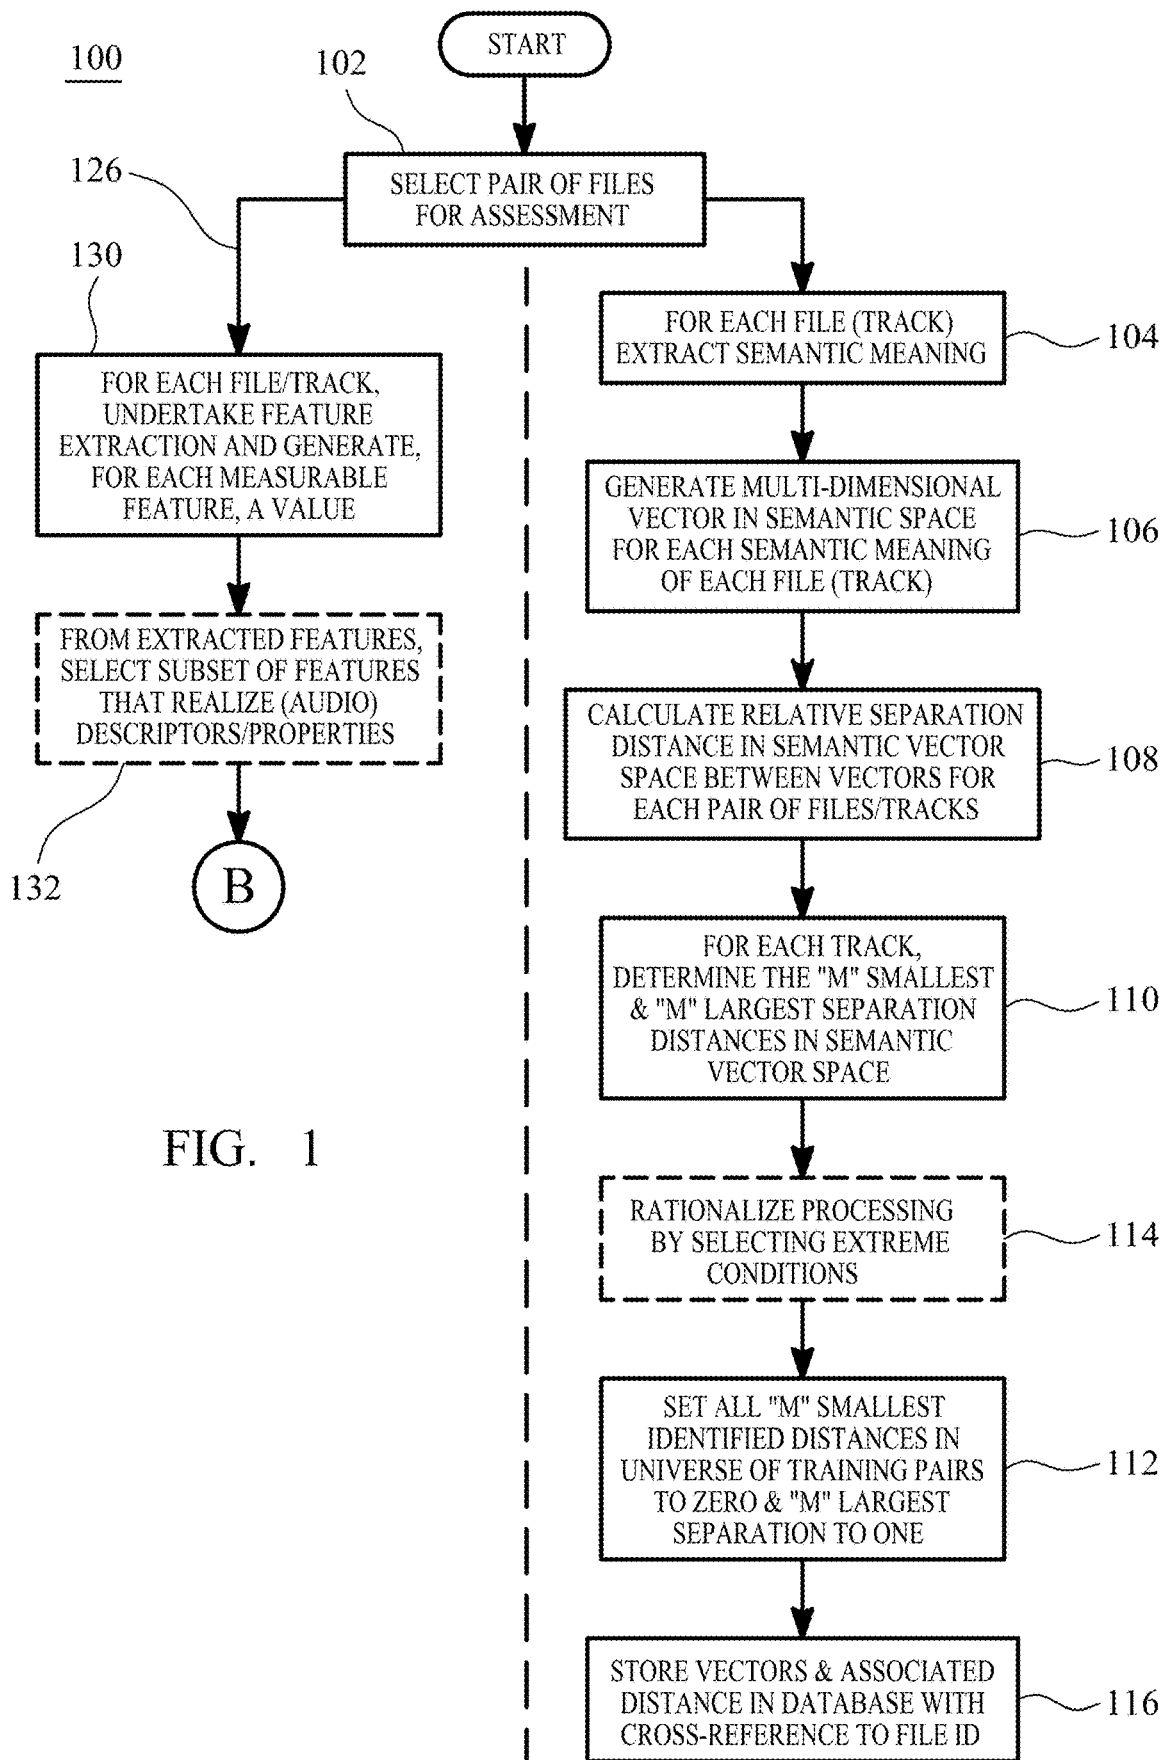 100
START
102
SELECT PAIR OF FILES
FOR ASSESSMENT
126
130
FOR EACH FILE/TRACK,
UNDERTAKE FEATURE
EXTRACTION AND GENERATE,
FOR EACH MEASURABLE
FEATURE, A VALUE
FROM EXTRACTED FEATURES,
SELECT SUBSET OF FEATURES
THAT REALIZE (AUDIO)
DESCRIPTORS/PROPERTIES
132
B
FOR EACH FILE (TRACK)
EXTRACT SEMANTIC MEANING
104
GENERATE MULTI-DIMENSIONAL
VECTOR IN SEMANTIC SPACE
FOR EACH SEMANTIC MEANING
OF EACH FILE (TRACK)
106
CALCULATE RELATIVE SEPARATION
DISTANCE IN SEMANTIC VECTOR
SPACE BETWEEN VECTORS FOR
EACH PAIR OF FILES/TRACKS
108
FOR EACH TRACK,
DETERMINE THE "M" SMALLEST
& "M" LARGEST SEPARATION
DISTANCES IN SEMANTIC
VECTOR SPACE
110
RATIONALIZE PROCESSING
BY SELECTING EXTREME
CONDITIONS
114
SET ALL "M" SMALLEST
IDENTIFIED DISTANCES IN
UNIVERSE OF TRAINING PAIRS
TO ZERO & "M" LARGEST
SEPARATION TO ONE
112
STORE VECTORS & ASSOCIATED
DISTANCE IN DATABASE WITH
CROSS-REFERENCE TO FILE ID
116
FIG. 1